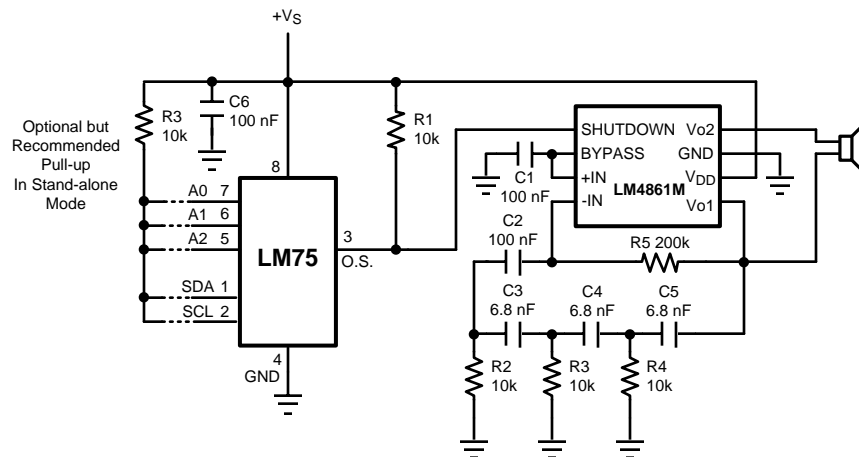 +VS
Optional but
Recommended
Pull-up
In Stand-alone
Mode
R3
10k
C6
100 nF
R1
10k
8
A0 7
A1 6
A2 5
SDA 1
SCL 2
LM75
3
O.S.
4
GND
SHUTDOWN Vo2
BYPASS GND
+IN VDD
-IN Vo1
LM4861M
C1
100 nF
C2
100 nF
R5 200k
C3
6.8 nF
C4
6.8 nF
C5
6.8 nF
R2
10k
R3
10k
R4
10k